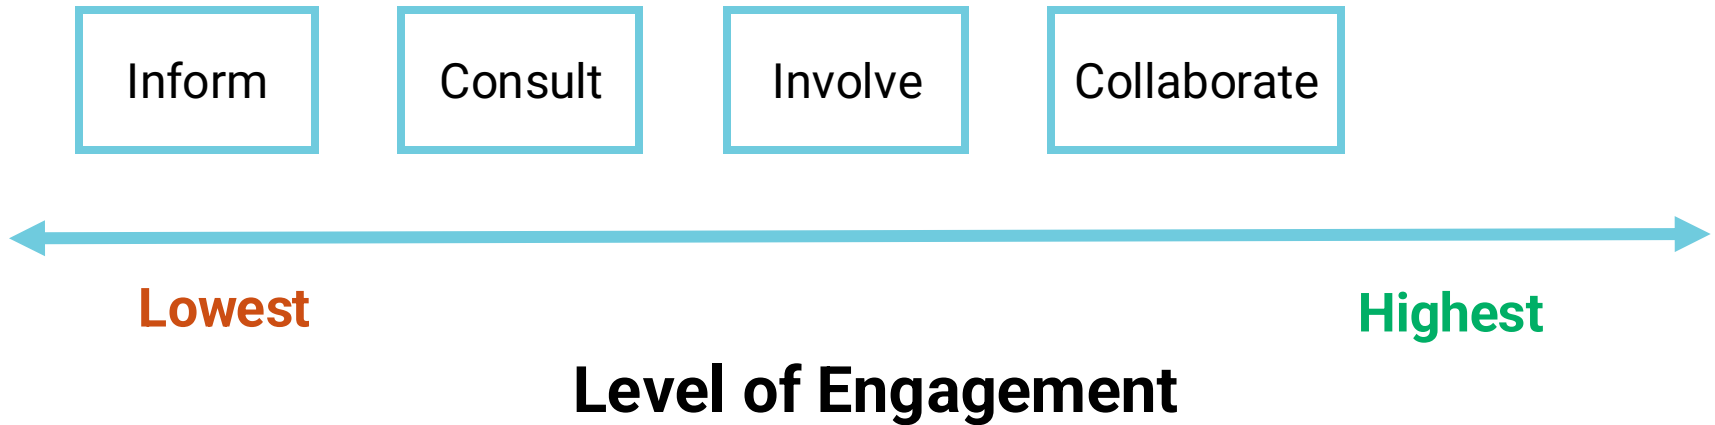 Inform Consult Involve Collaborate
Lowest Highest
Level of Engagement